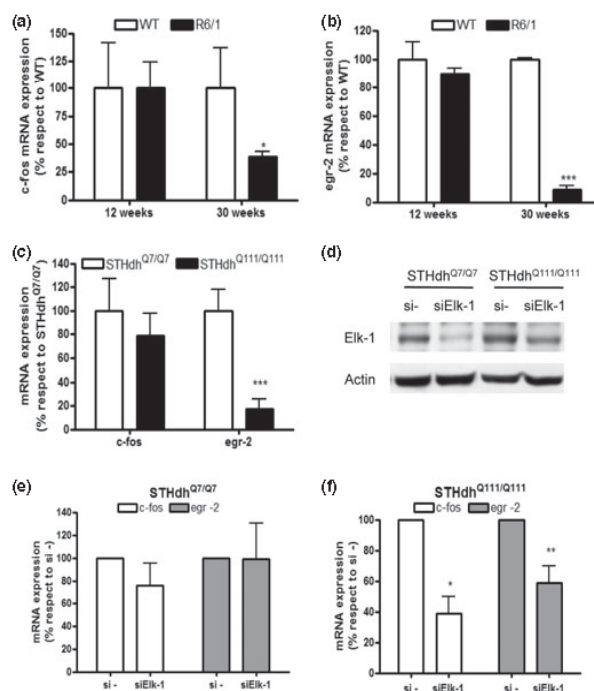 (a)
WT R6/1
c-fos mRNA expression
(% respect to WT)
150
125
100
75
50
25
0
*
12 weeks 30 weeks
(b)
WT R6/1
egr-2 mRNA expression
(% respect to WT)
120
100
80
60
40
20
0
***
12 weeks 30 weeks
(c)
STHdhQ7/Q7 STHdhQ111/Q111
mRNA expression
(% respect to STHdhQ7/Q7)
140
120
100
80
60
40
20
0
***
c-fos egr-2
(d)
STHdhQ7/Q7 STHdhQ111/Q111
si- siElk-1 si- siElk-1
Elk-1
Actin
(e)
STHdhQ7/Q7
c-fos egr -2
mRNA expression
(% respect to si -)
140
120
100
80
60
40
20
0
si - siElk-1 si - siElk-1
(f)
STHdhQ111/Q111
c-fos egr -2
mRNA expression
(% respect to si -)
100
80
60
40
20
0
* **
si - siElk-1 si - siElk-1